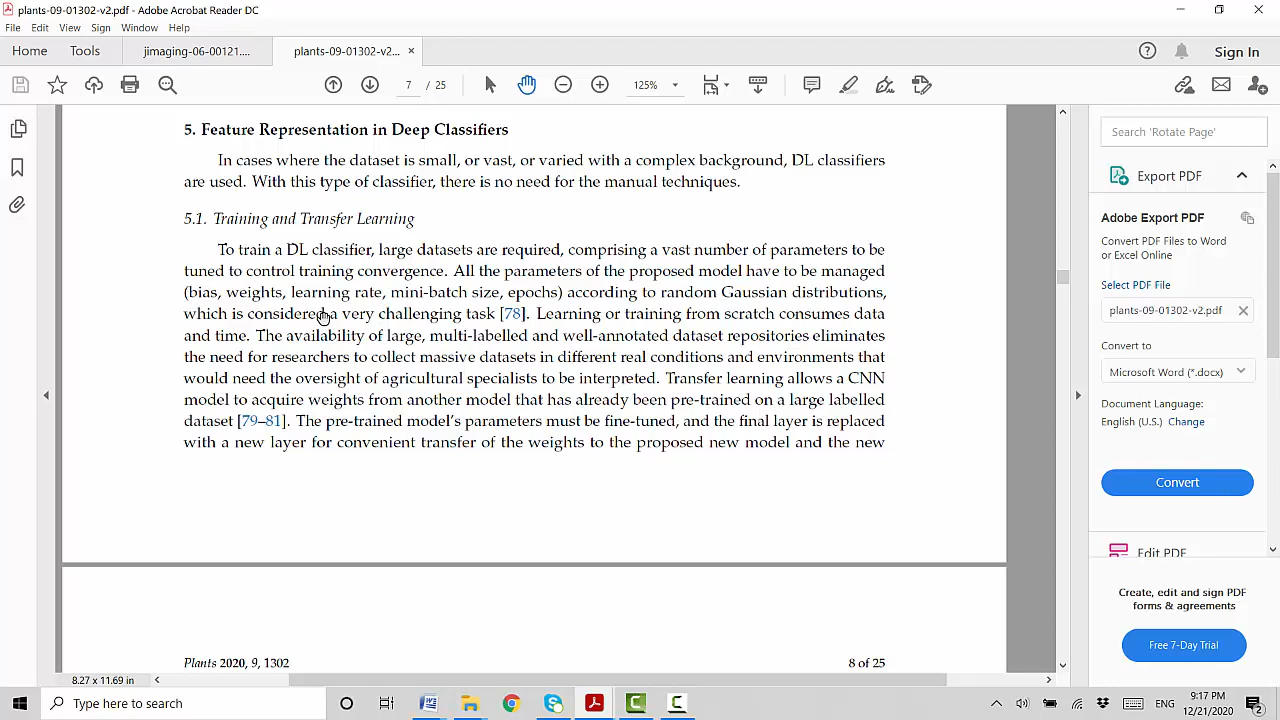 plants-09-01302-v2.pdf - Adobe Acrobat Reader DC
File Edit View Sign Window Help
Home Tools jimaging-06-00121.... plants-09-01302-v2... × Sign In
7 / 25 125%
5. Feature Representation in Deep Classifiers
In cases where the dataset is small, or vast, or varied with a complex background, DL classifiers
are used. With this type of classifier, there is no need for the manual techniques.
5.1. Training and Transfer Learning
To train a DL classifier, large datasets are required, comprising a vast number of parameters to be
tuned to control training convergence. All the parameters of the proposed model have to be managed
(bias, weights, learning rate, mini-batch size, epochs) according to random Gaussian distributions,
which is considered a very challenging task [78]. Learning or training from scratch consumes data
and time. The availability of large, multi-labelled and well-annotated dataset repositories eliminates
the need for researchers to collect massive datasets in different real conditions and environments that
would need the oversight of agricultural specialists to be interpreted. Transfer learning allows a CNN
model to acquire weights from another model that has already been pre-trained on a large labelled
dataset [79–81]. The pre-trained model's parameters must be fine-tuned, and the final layer is replaced
with a new layer for convenient transfer of the weights to the proposed new model and the new
Plants 2020, 9, 1302 8 of 25
8.27 x 11.69 in
Search 'Rotate Page'
Export PDF
Adobe Export PDF
Convert PDF Files to Word
or Excel Online
Select PDF File
plants-09-01302-v2.pdf
Convert to
Microsoft Word (*.docx)
Document Language:
English (U.S.) Change
Convert
Edit PDF
Create, edit and sign PDF
forms & agreements
Free 7-Day Trial
Type here to search
ENG
9:17 PM
12/21/2020
2